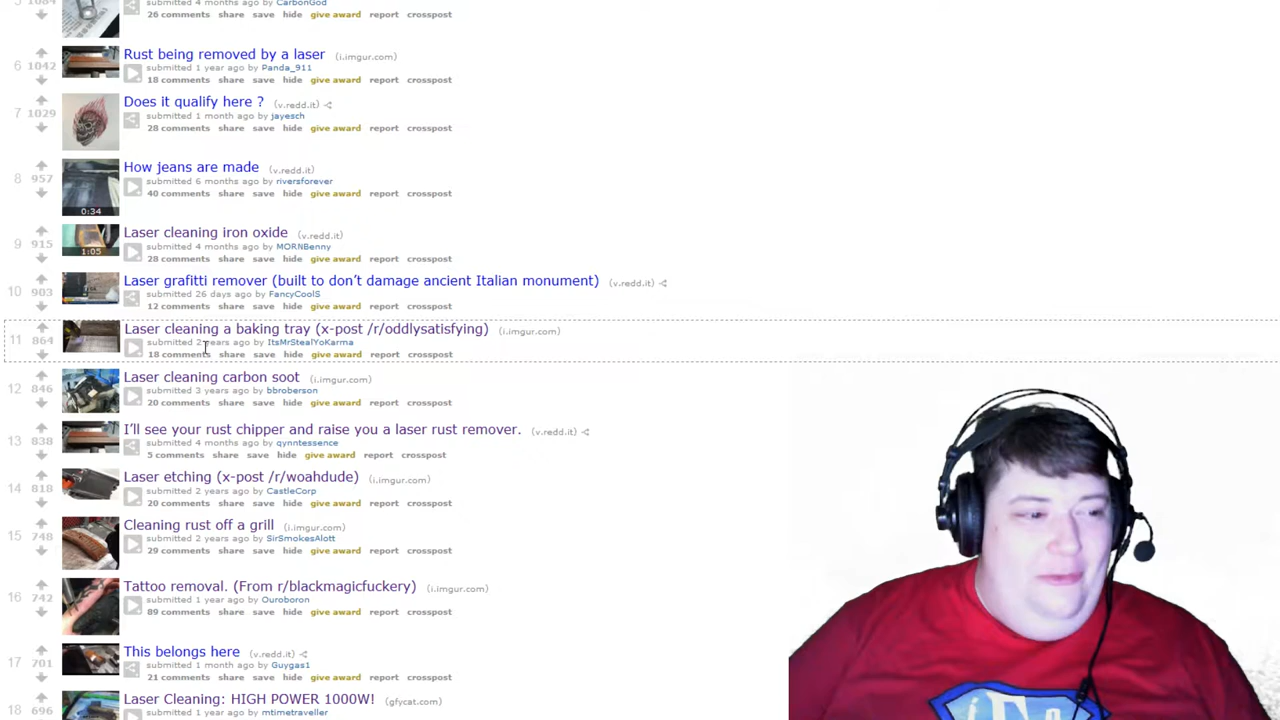 5 1084
submitted 4 months ago by CarbonGod
26 comments share save hide give award report crosspost
6 1042 Rust being removed by a laser (i.imgur.com)
submitted 1 year ago by Panda_911
18 comments share save hide give award report crosspost
7 1029 Does it qualify here ? (v.redd.it)
submitted 1 month ago by jayesch
28 comments share save hide give award report crosspost
8 957 How jeans are made (v.redd.it)
submitted 6 months ago by riversforever
40 comments share save hide give award report crosspost
0:34
9 915 Laser cleaning iron oxide (v.redd.it)
submitted 4 months ago by MORNBenny
1:05
28 comments share save hide give award report crosspost
10 903 Laser grafitti remover (built to don't damage ancient Italian monument) (v.redd.it)
submitted 26 days ago by FancyCoolS
12 comments share save hide give award report crosspost
11 864 Laser cleaning a baking tray (x-post /r/oddlysatisfying) (i.imgur.com)
submitted 2 years ago by ItsMrStealYoKarma
18 comments share save hide give award report crosspost
12 846 Laser cleaning carbon soot (i.imgur.com)
submitted 3 years ago by bbroberson
20 comments share save hide give award report crosspost
13 838 I'll see your rust chipper and raise you a laser rust remover. (v.redd.it)
submitted 4 months ago by qynntessence
5 comments share save hide give award report crosspost
14 818 Laser etching (x-post /r/woahdude) (i.imgur.com)
submitted 2 years ago by CastleCorp
20 comments share save hide give award report crosspost
15 748 Cleaning rust off a grill (i.imgur.com)
submitted 2 years ago by SirSmokesAlott
29 comments share save hide give award report crosspost
16 742 Tattoo removal. (From r/blackmagicfuckery) (i.imgur.com)
submitted 1 year ago by Ouroboron
89 comments share save hide give award report crosspost
17 701 This belongs here (v.redd.it)
submitted 1 month ago by Guygas1
21 comments share save hide give award report crosspost
18 696 Laser Cleaning: HIGH POWER 1000W! (gfycat.com)
submitted 1 year ago by mtimetraveller